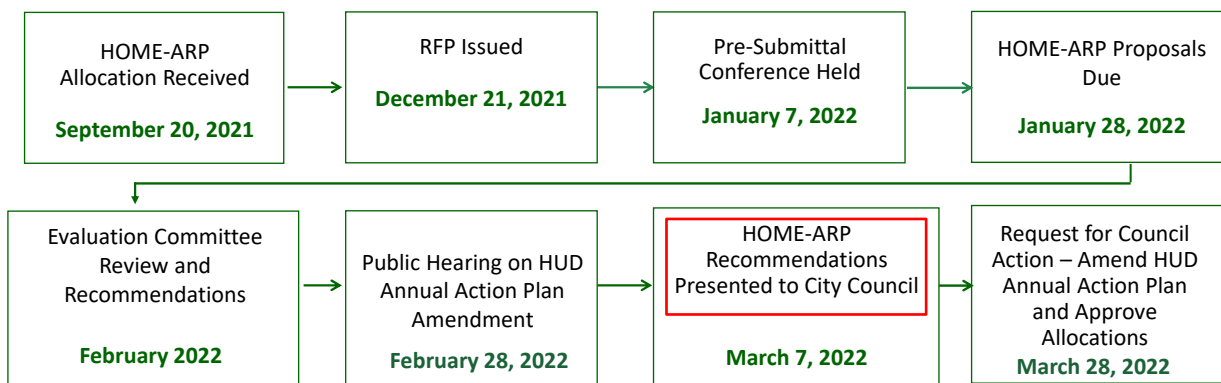 HOME-ARP
Allocation Received
September 20, 2021
RFP Issued
December 21, 2021
Pre-Submittal
Conference Held
January 7, 2022
HOME-ARP Proposals
Due
January 28, 2022
Evaluation Committee
Review and
Recommendations
February 2022
Public Hearing on HUD
Annual Action Plan
Amendment
February 28, 2022
HOME-ARP
Recommendations
Presented to City Council
March 7, 2022
Request for Council
Action – Amend HUD
Annual Action Plan
and Approve
Allocations
March 28, 2022